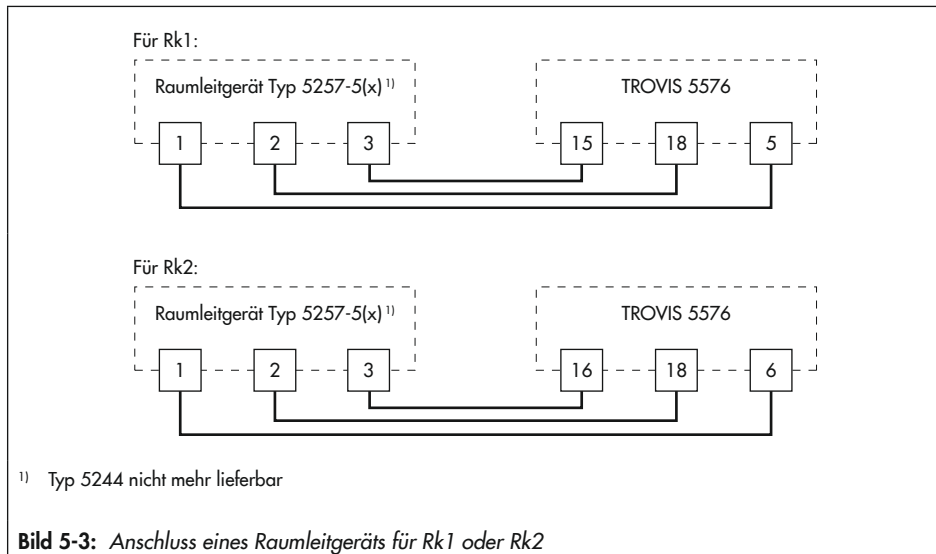 Für Rk1:
Raumleitgerät Typ 5257-5(x) 1)
TROVIS 5576
1 2 3 15 18 5
Für Rk2:
Raumleitgerät Typ 5257-5(x) 1)
TROVIS 5576
1 2 3 16 18 6
1) Typ 5244 nicht mehr lieferbar
Bild 5-3: Anschluss eines Raumleitgeräts für Rk1 oder Rk2